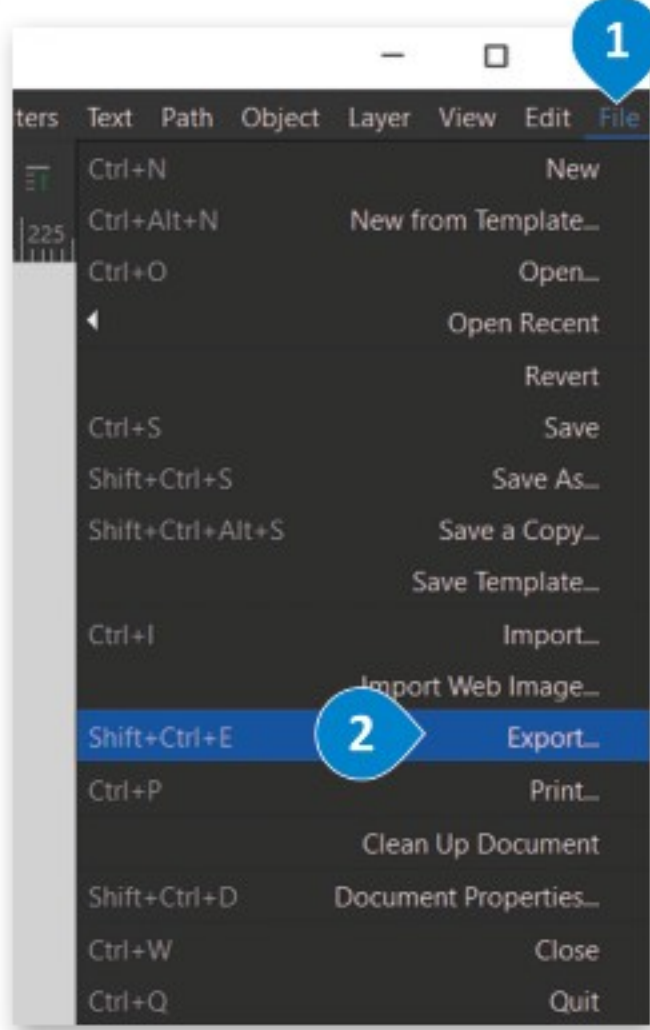 1
ters Text Path Object Layer View Edit File
225
Ctrl+N New
Ctrl+Alt+N New from Template...
Ctrl+O Open...
Open Recent
Revert
Ctrl+S Save
Shift+Ctrl+S Save As...
Shift+Ctrl+Alt+S Save a Copy...
Save Template...
Ctrl+I Import...
Import Web Image...
Shift+Ctrl+E 2 Export...
Ctrl+P Print...
Clean Up Document
Shift+Ctrl+D Document Properties...
Ctrl+W Close
Ctrl+Q Quit